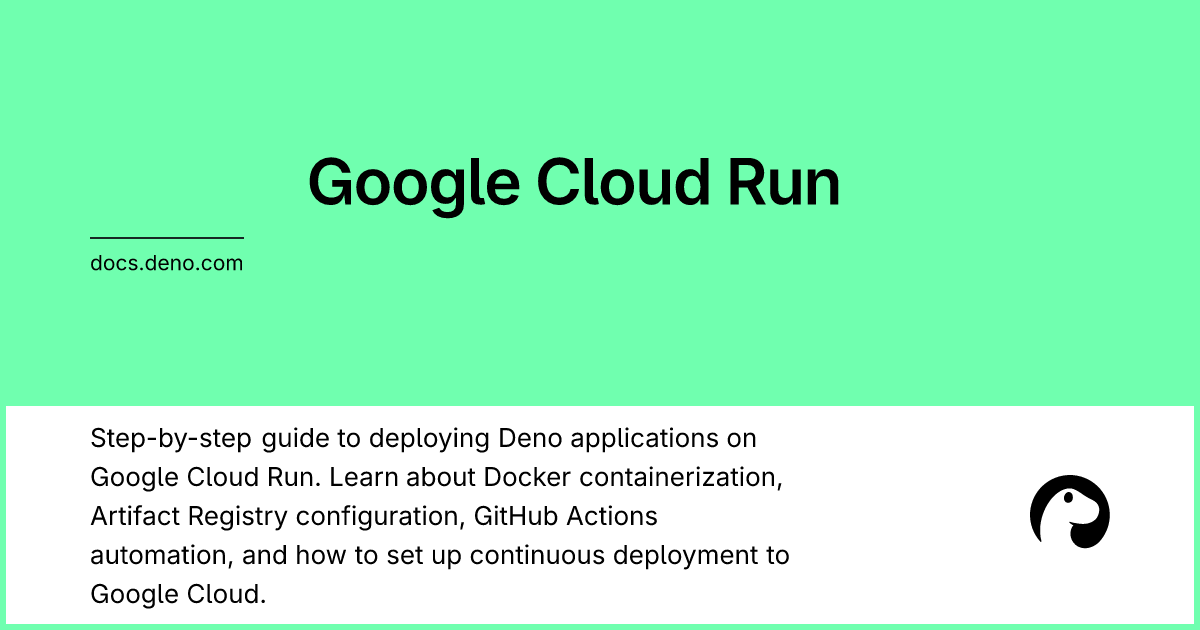 Google Cloud Run
docs.deno.com
Step-by-step guide to deploying Deno applications on
Google Cloud Run. Learn about Docker containerization,
Artifact Registry configuration, GitHub Actions
automation, and how to set up continuous deployment to
Google Cloud.